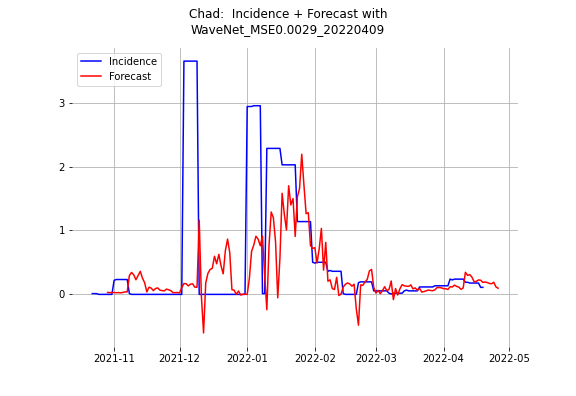 Chad:  Incidence + Forecast with
WaveNet_MSE0.0029_20220409
Incidence
Forecast
3
2
1
0
2021-11
2021-12
2022-01
2022-02
2022-03
2022-04
2022-05